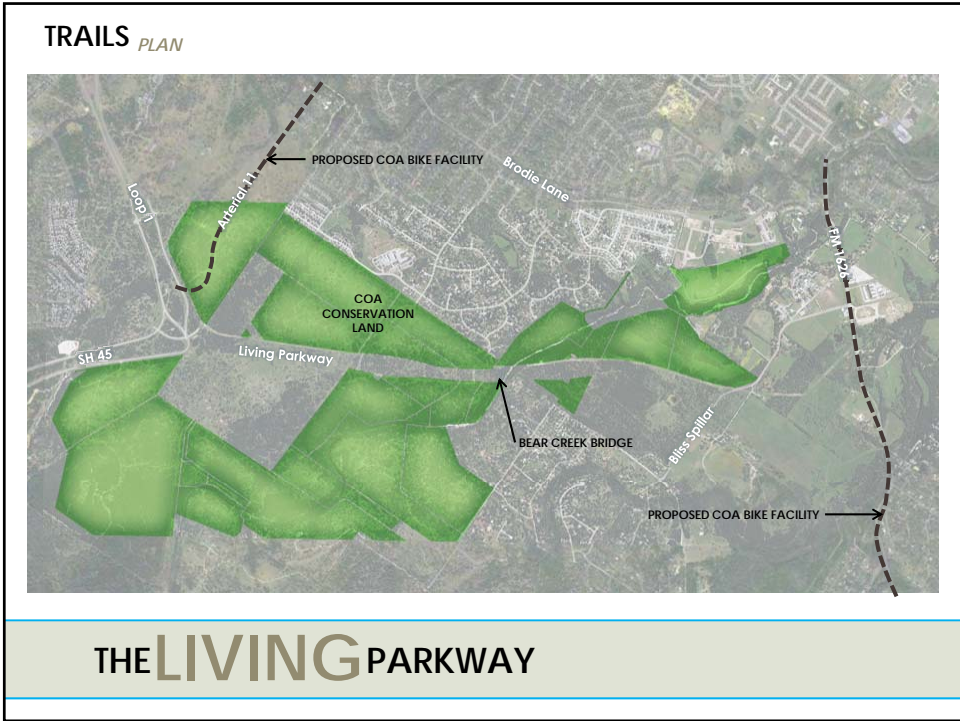 TRAILS PLAN
PROPOSED COA BIKE FACILITY
Brodie Lane
Loop 1
Arterial 11
FM 1626
COA
CONSERVATION
LAND
Living Parkway
SH 45
BEAR CREEK BRIDGE
Bliss Spillar
PROPOSED COA BIKE FACILITY
THE LIVING PARKWAY